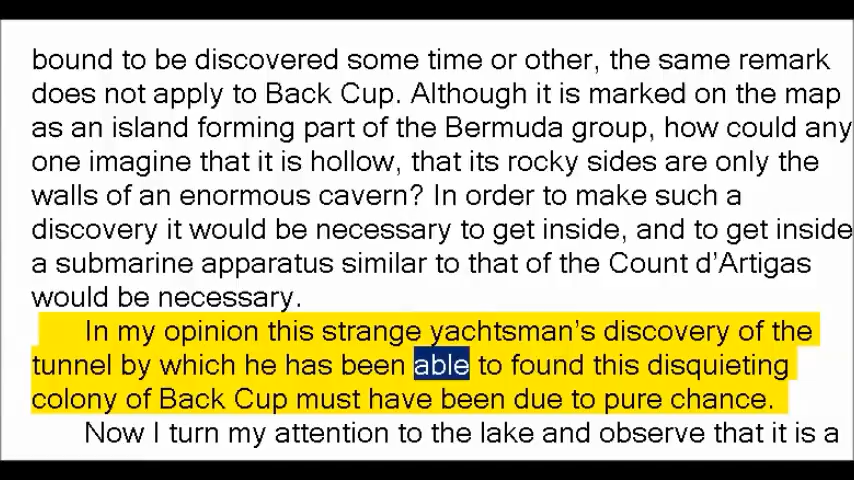 bound to be discovered some time or other, the same remark
does not apply to Back Cup. Although it is marked on the map
as an island forming part of the Bermuda group, how could any
one imagine that it is hollow, that its rocky sides are only the
walls of an enormous cavern? In order to make such a
discovery it would be necessary to get inside, and to get inside
a submarine apparatus similar to that of the Count d’Artigas
would be necessary.
In my opinion this strange yachtsman’s discovery of the
tunnel by which he has been able to found this disquieting
colony of Back Cup must have been due to pure chance.
Now I turn my attention to the lake and observe that it is a